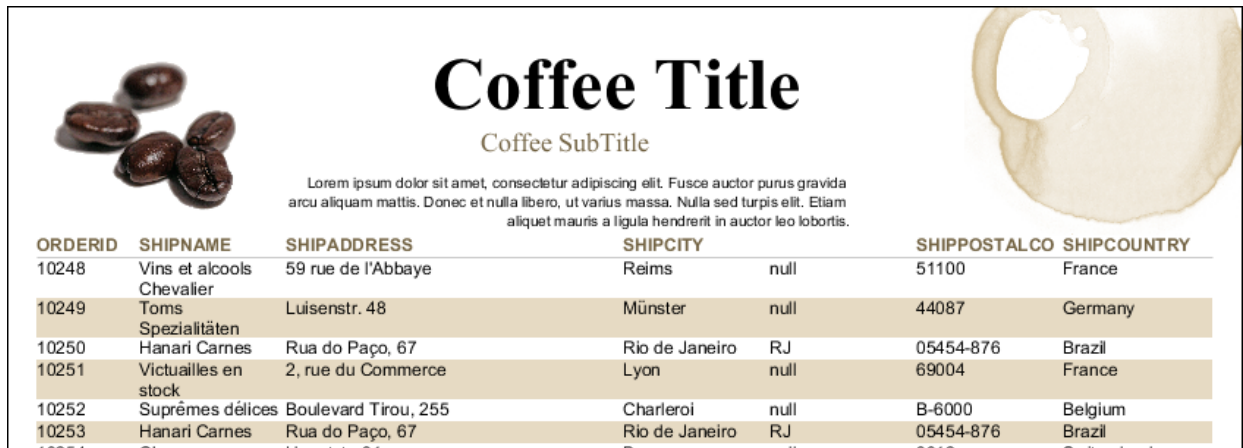 Coffee Title
Coffee SubTitle
Lorem ipsum dolor sit amet, consectetur adipiscing elit. Fusce auctor purus gravida
arcu aliquam mattis. Donec et nulla libero, ut varius massa. Nulla sed turpis elit. Etiam
aliquet mauris a ligula hendrerit in auctor leo lobortis.
ORDERID SHIPNAME SHIPADDRESS SHIPCITY SHIPPOSTALCO SHIPCOUNTRY
10248 Vins et alcools 59 rue de l'Abbaye Reims null 51100 France
Chevalier
10249 Toms Luisenstr. 48 Münster null 44087 Germany
Spezialitäten
10250 Hanari Carnes Rua do Paço, 67 Rio de Janeiro RJ 05454-876 Brazil
10251 Victuailles en 2, rue du Commerce Lyon null 69004 France
stock
10252 Suprêmes délices Boulevard Tirou, 255 Charleroi null B-6000 Belgium
10253 Hanari Carnes Rua do Paço, 67 Rio de Janeiro RJ 05454-876 Brazil